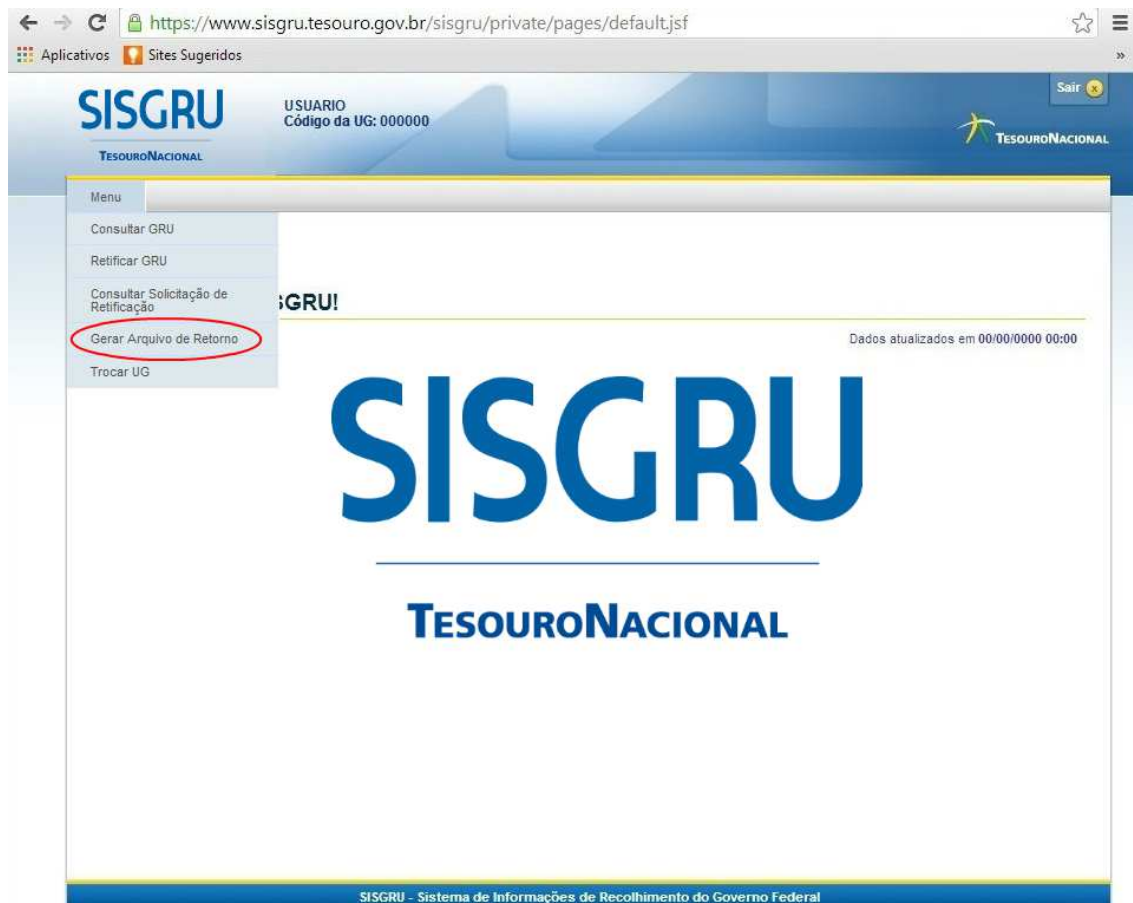 https://www.sisgru.tesouro.gov.br/sisgru/private/pages/default.jsf
Aplicativos Sites Sugeridos »
Sair x
SISGRU
TESOURONACIONAL
USUARIO
Código da UG: 000000
TESOURONACIONAL
Menu
Consultar GRU
Retificar GRU
Consultar Solicitação de
Retificação
Gerar Arquivo de Retorno
Trocar UG
SGRU!
Dados atualizados em 00/00/0000 00:00
SISGRU
TESOURONACIONAL
SISGRU - Sistema de Informações de Recolhimento do Governo Federal